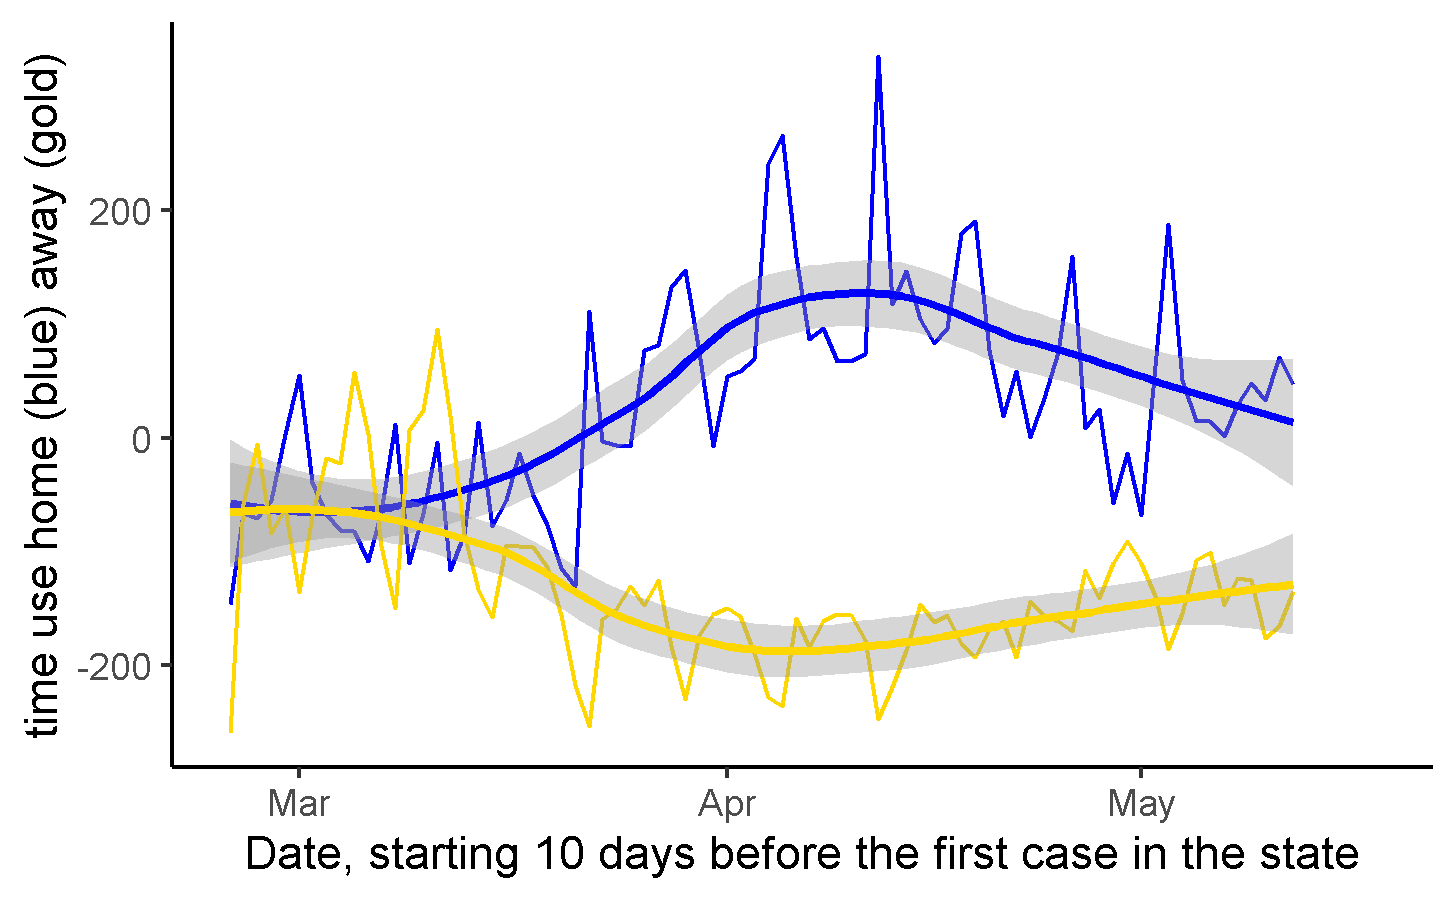 time use home (blue) away (gold)
200
0
-200
Mar Apr May
Date, starting 10 days before the first case in the state